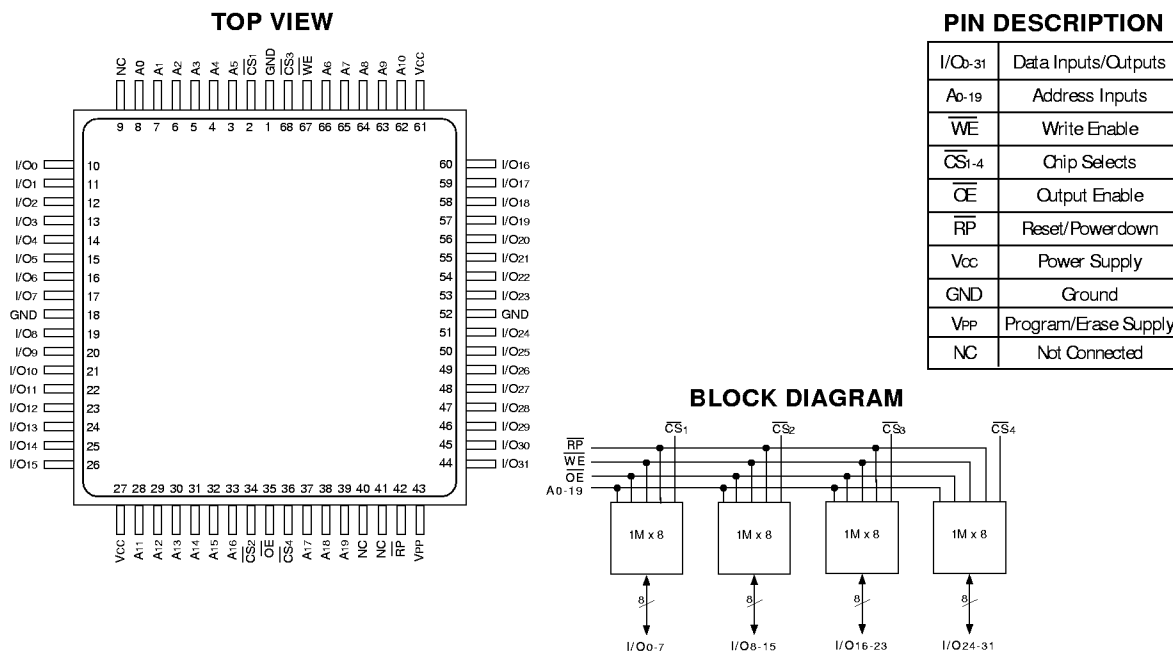 TOP VIEW
NC A0 A1 A2 A3 A4 A5 CS1 GND CS3 WE A6 A7 A8 A9 A10 VCC
9 8 7 6 5 4 3 2 1 68 67 66 65 64 63 62 61
I/O0 10 60 I/O16
I/O1 11 59 I/O17
I/O2 12 58 I/O18
I/O3 13 57 I/O19
I/O4 14 56 I/O20
I/O5 15 55 I/O21
I/O6 16 54 I/O22
I/O7 17 53 I/O23
GND 18 52 GND
I/O8 19 51 I/O24
I/O9 20 50 I/O25
I/O10 21 49 I/O26
I/O11 22 48 I/O27
I/O12 23 47 I/O28
I/O13 24 46 I/O29
I/O14 25 45 I/O30
I/O15 26 44 I/O31
27 28 29 30 31 32 33 34 35 36 37 38 39 40 41 42 43
VCC A11 A12 A13 A14 A15 A16 CS2 OE CS4 A17 A18 A19 NC NC RP VPP
PIN DESCRIPTION
I/O0-31 Data Inputs/Outputs
A0-19 Address Inputs
WE Write Enable
CS1-4 Chip Selects
OE Output Enable
RP Reset/Powerdown
VCC Power Supply
GND Ground
VPP Program/Erase Supply
NC Not Connected
BLOCK DIAGRAM
CS1 CS2 CS3 CS4
RP
WE
OE
A0-19
1M x 8 1M x 8 1M x 8 1M x 8
8 8 8 8
I/O0-7 I/O8-15 I/O16-23 I/O24-31